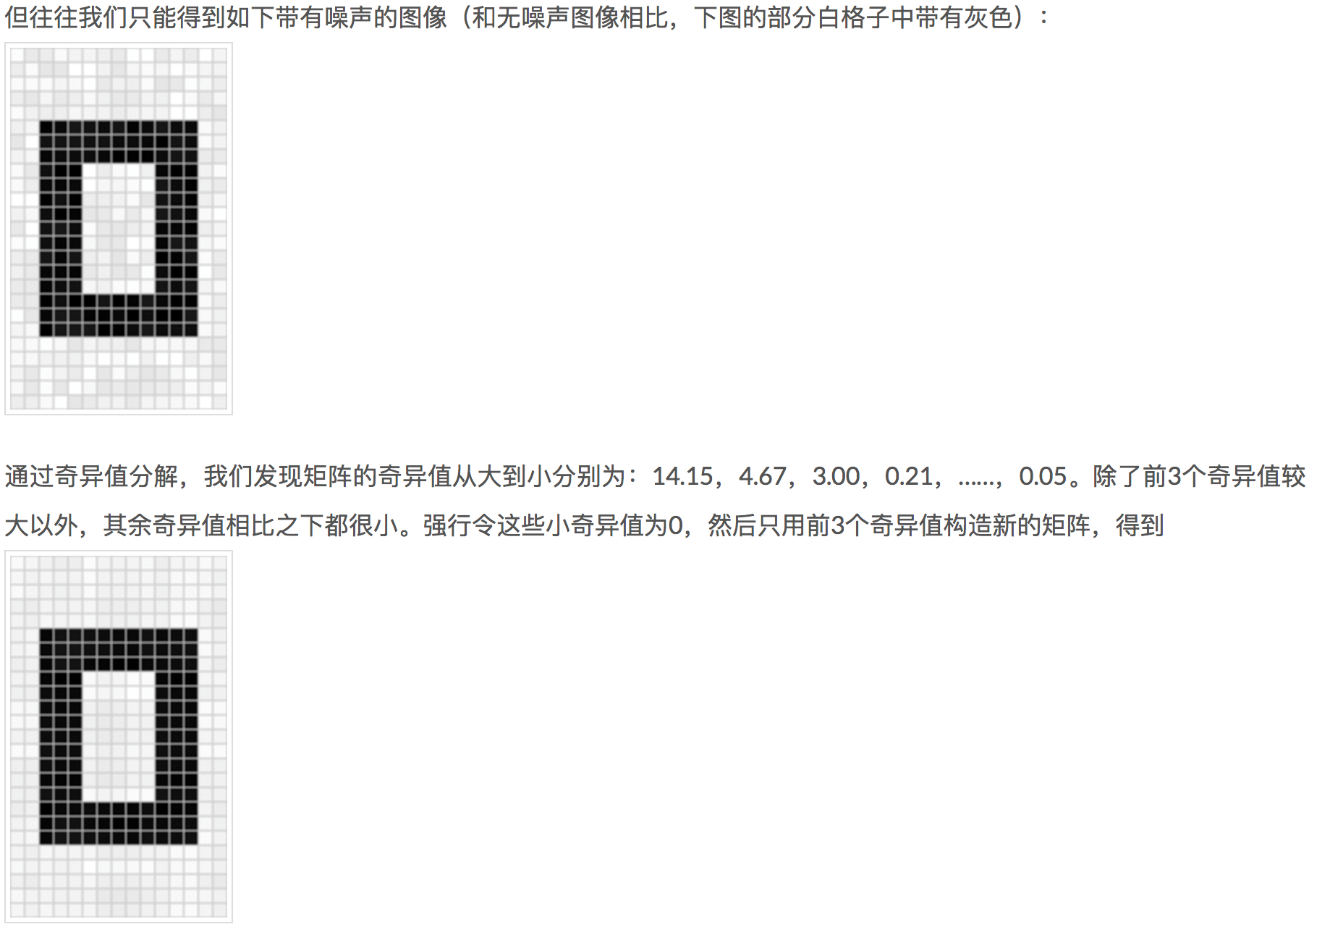 但往往我们只能得到如下带有噪声的图像（和无噪声图像相比，下图的部分白格子中带有灰色）：
通过奇异值分解，我们发现矩阵的奇异值从大到小分别为：14.15，4.67，3.00，0.21，……，0.05。除了前3个奇异值较
大以外，其余奇异值相比之下都很小。强行令这些小奇异值为0，然后只用前3个奇异值构造新的矩阵，得到